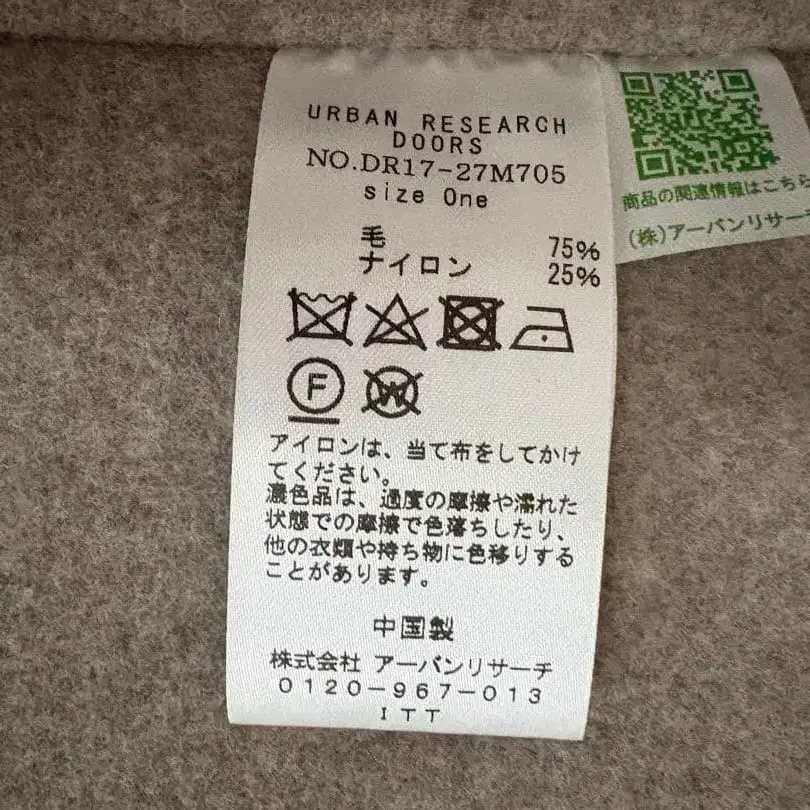 URBAN RESEARCH
DOORS
NO.DR17-27M705
size One
毛 75%
ナイロン 25%
F
W
アイロンは、当て布をしてかけ
てください。
濃色品は、過度の摩擦や濡れた
状態での摩擦で色落ちしたり、
他の衣類や持ち物に色移りする
ことがあります。
中国製
株式会社 アーバンリサーチ
0120-967-013
ITT
商品の関連情報はこちら
(株)アーバンリサー